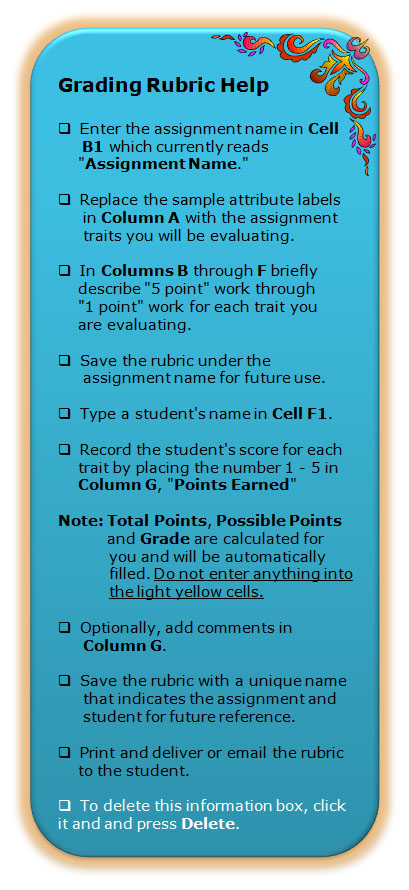 Grading Rubric Help
❑ Enter the assignment name in Cell
B1 which currently reads
"Assignment Name."
❑ Replace the sample attribute labels
in Column A with the assignment
traits you will be evaluating.
❑ In Columns B through F briefly
describe "5 point" work through
"1 point" work for each trait you
are evaluating.
❑ Save the rubric under the
assignment name for future use.
❑ Type a student's name in Cell F1.
❑ Record the student's score for each
trait by placing the number 1 - 5 in
Column G, "Points Earned"
Note: Total Points, Possible Points
and Grade are calculated for
you and will be automatically
filled. Do not enter anything into
the light yellow cells.
❑ Optionally, add comments in
Column G.
❑ Save the rubric with a unique name
that indicates the assignment and
student for future reference.
❑ Print and deliver or email the rubric
to the student.
❑ To delete this information box, click
it and and press Delete.